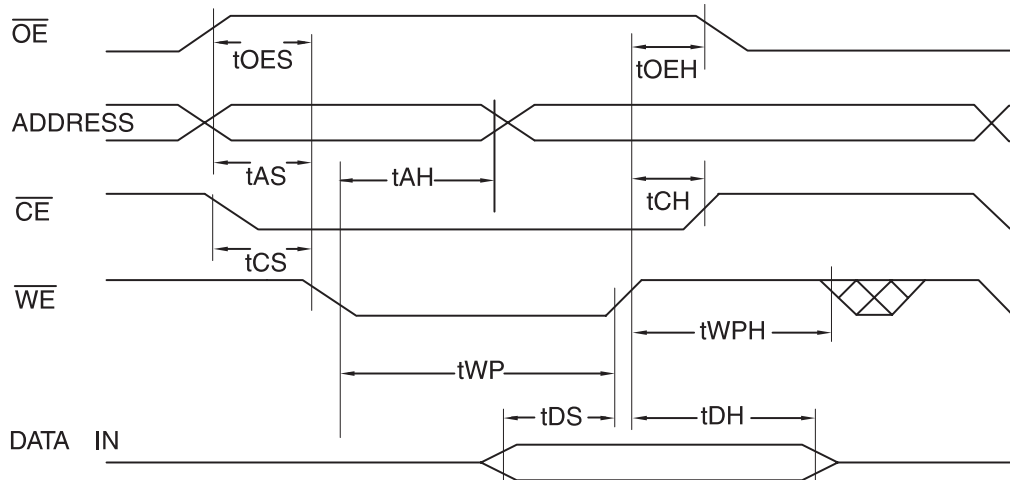 OE
tOES
tOEH
ADDRESS
tAS
tAH
tCH
CE
tCS
WE
tWPH
tWP
tDS
tDH
DATA IN